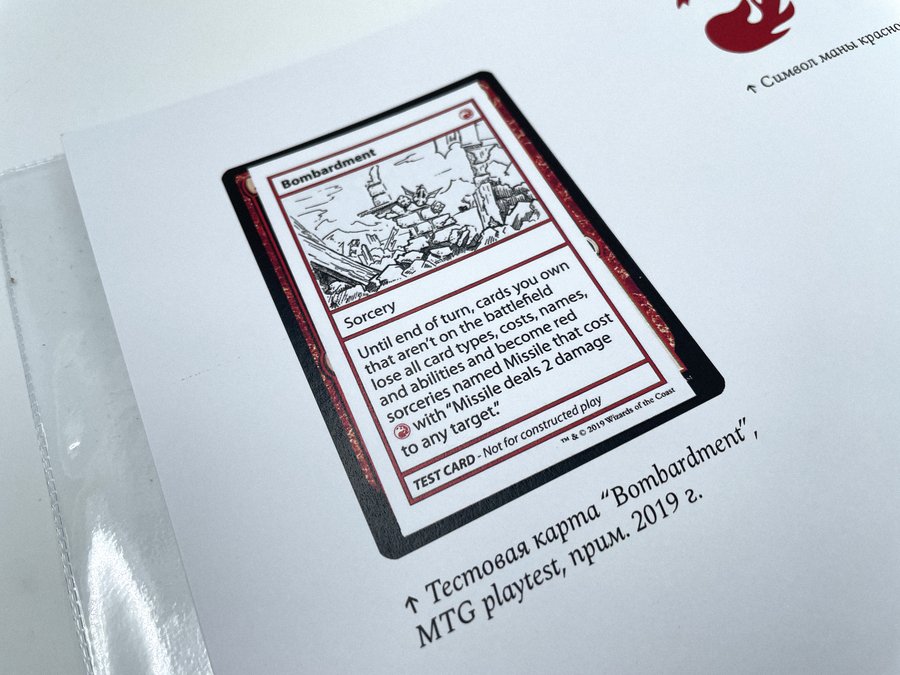 ↑ Символ маны
Bombardment
Sorcery
Until end of turn, cards you own
that aren't on the battlefield
lose all card types, costs, names,
and abilities and become red
sorceries named Missile that cost
with “Missile deals 2 damage
to any target.”
TEST CARD - Not for constructed play
™ & © 2019 Wizards of the Coast
↑ Тестовая карта “Bombardment”,
MTG playtest, прим. 2019 г.